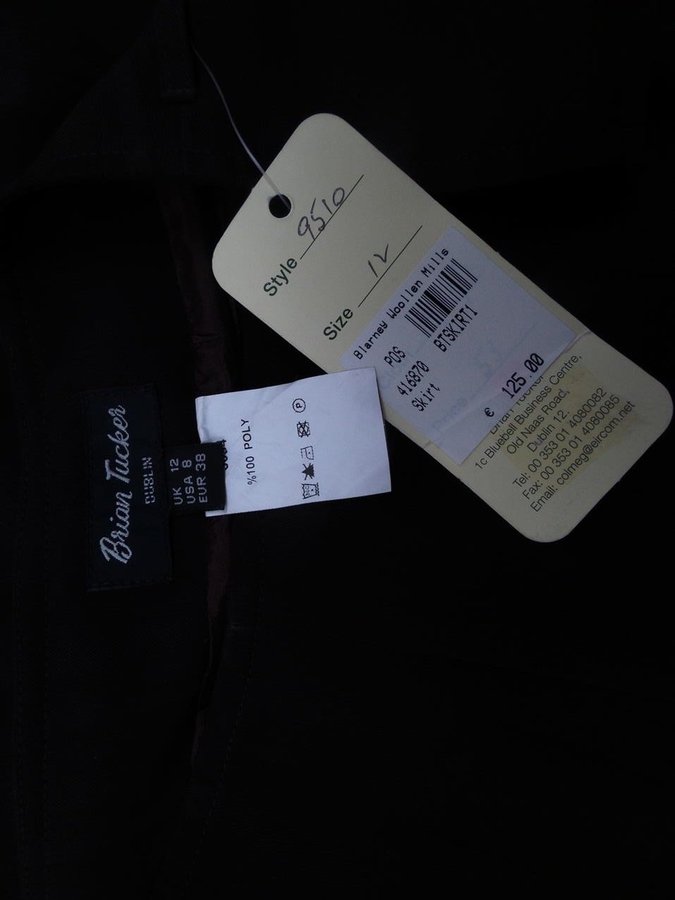 Style 9510
Size 12
Blarney Woollen Mills
POS
416870 BTSKIRT1
Skirt
€ 125.00
1c Bluebell Business Centre,
Old Naas Road,
Dublin 12.
Tel: 00 353 01 4080082
Fax: 00 353 01 4080085
Email: colmeg@eircom.net
Brian Tucker
DUBLIN
UK 12
USA 8
EUR 38
%100 POLY
P